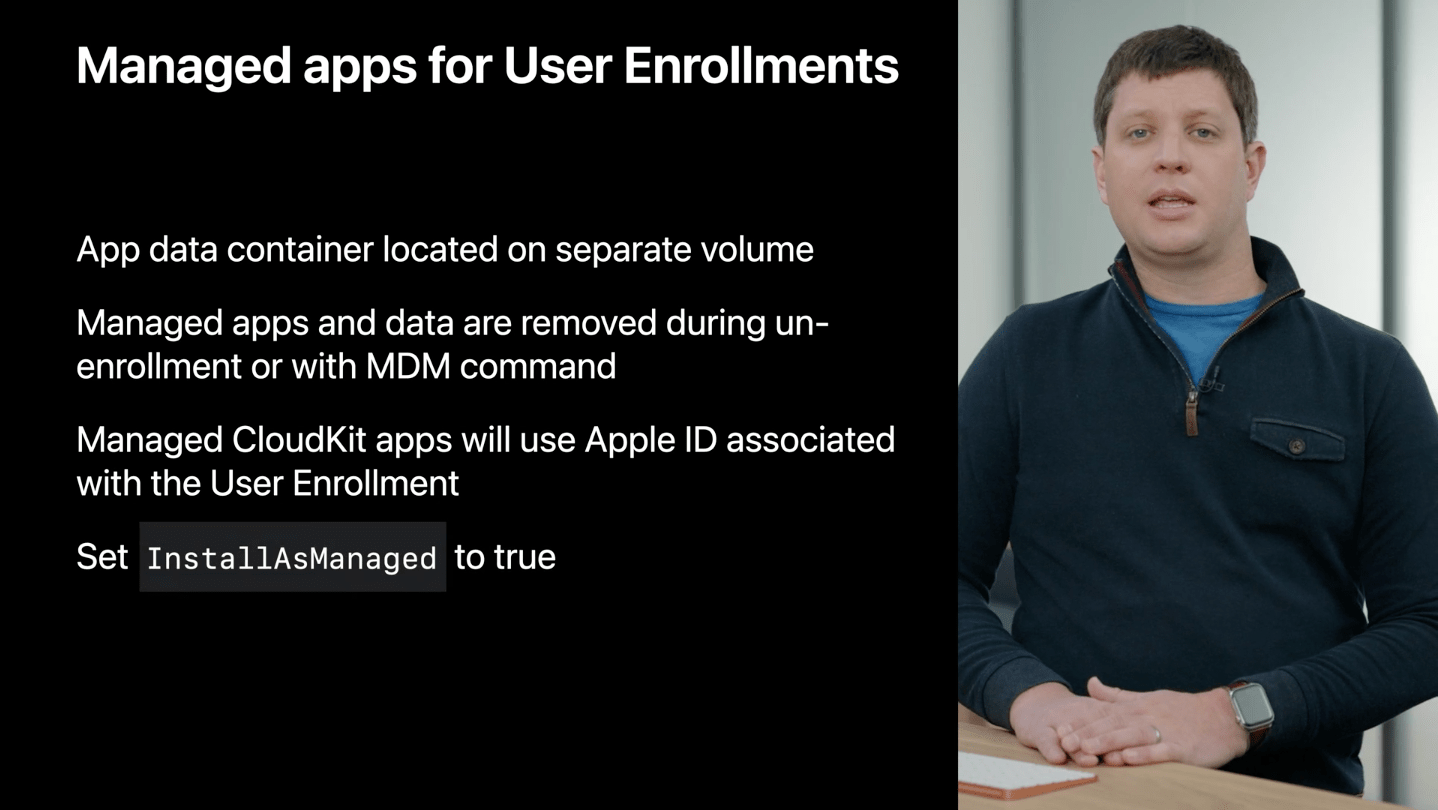 Managed apps for User Enrollments
App data container located on separate volume
Managed apps and data are removed during un-
enrollment or with MDM command
Managed CloudKit apps will use Apple ID associated
with the User Enrollment
Set InstallAsManaged to true